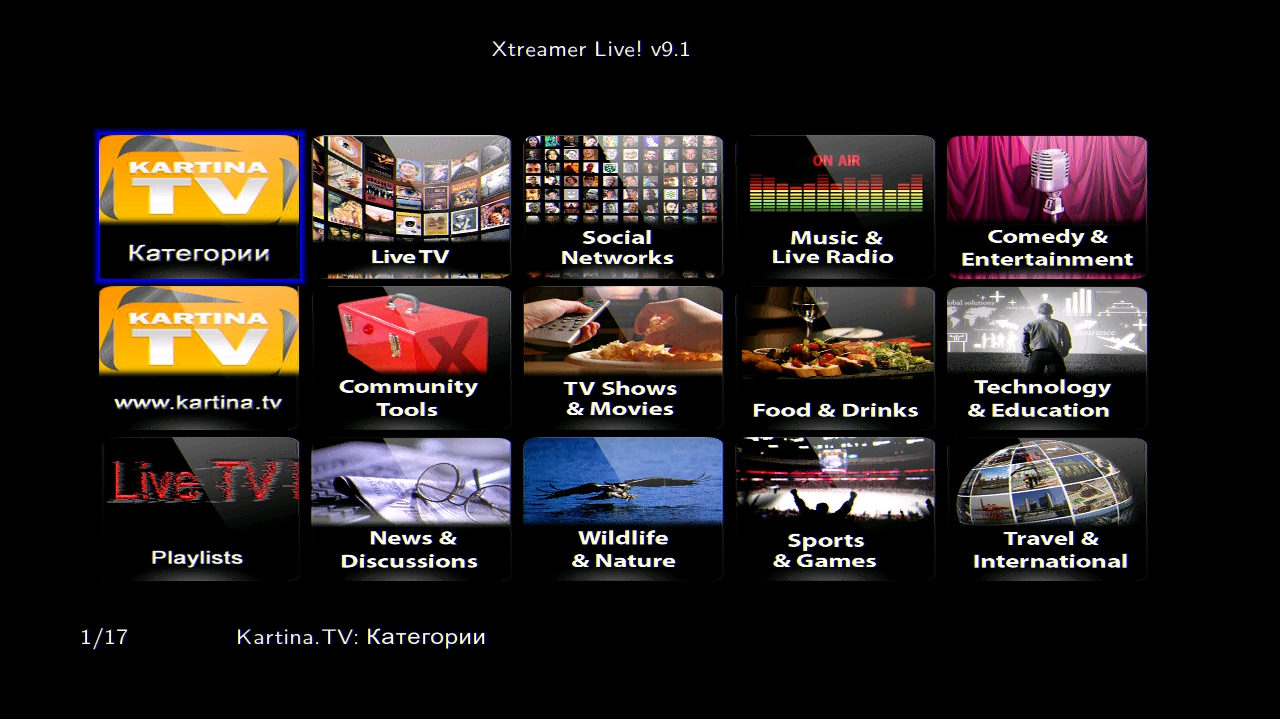 Xtreamer Live! v9.1
KARTINA
TV
Категории
Live TV
Social
Networks
ON AIR
Music &
Live Radio
Comedy &
Entertainment
KARTINA
TV
www.kartina.tv
Community
Tools
TV Shows
& Movies
Food & Drinks
Technology
& Education
Live TV
Playlists
News &
Discussions
Wildlife
& Nature
Sports
& Games
Travel &
International
1/17
Kartina.TV: Категории